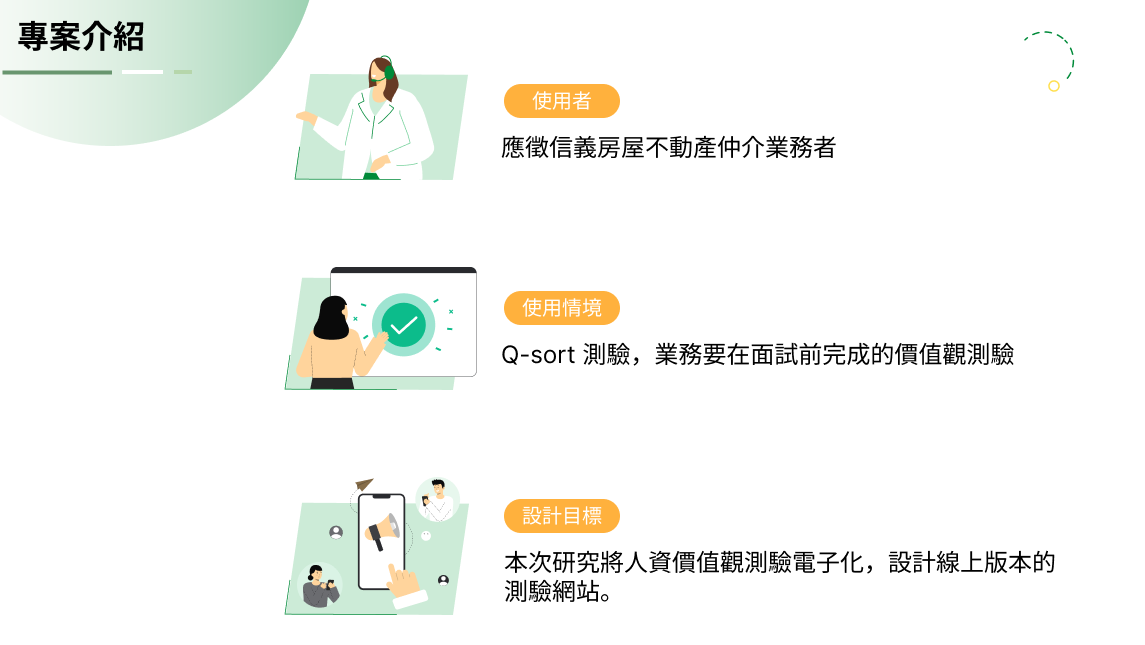 專案介紹
使用者
應徵信義房屋不動產仲介業務者
使用情境
Q-sort 測驗，業務要在面試前完成的價值觀測驗
設計目標
本次研究將人資價值觀測驗電子化，設計線上版本的
測驗網站。